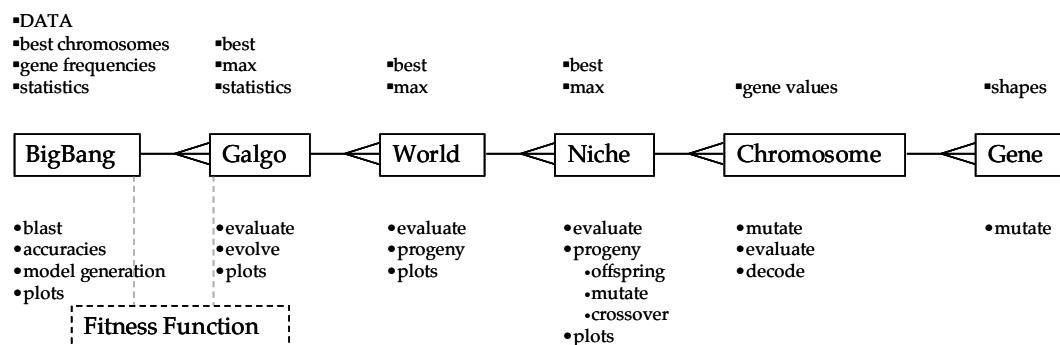 ▪DATA
▪best chromosomes
▪gene frequencies
▪statistics
▪best
▪max
▪statistics
▪best
▪max
▪best
▪max
▪gene values
▪shapes
BigBang
Galgo
World
Niche
Chromosome
Gene
•blast
•accuracies
•model generation
•plots
•evaluate
•evolve
•plots
•evaluate
•progeny
•plots
•evaluate
•progeny
•offspring
•mutate
•crossover
•plots
•mutate
•evaluate
•decode
•mutate
Fitness Function